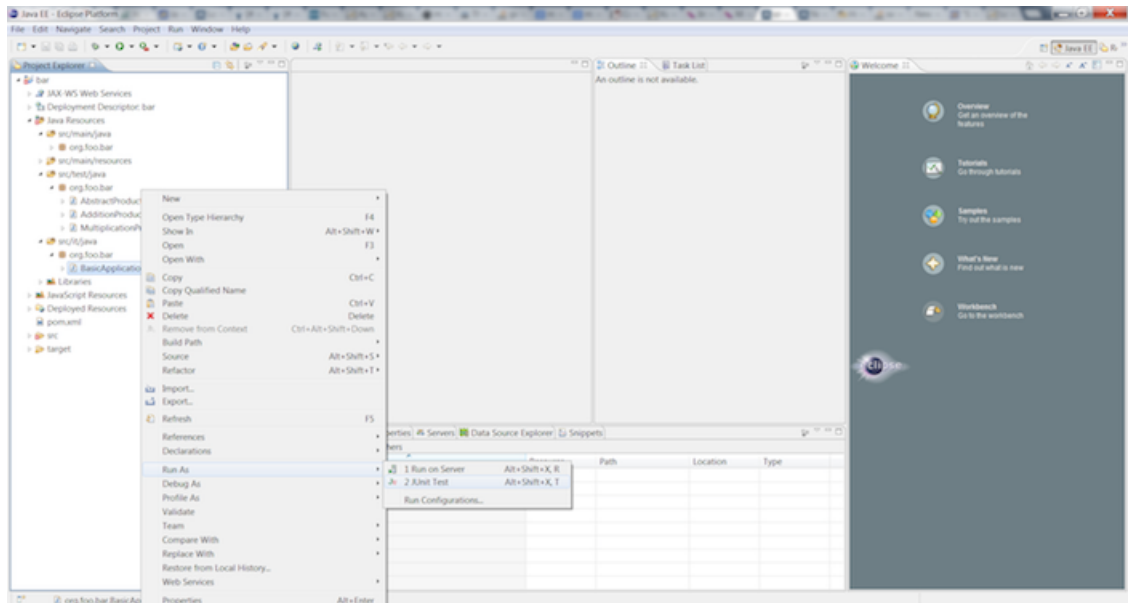 Java EE - Eclipse Platform
File Edit Navigate Search Project Run Window Help
Java EE
Project Explorer
Outline
Task List
Welcome
An outline is not available.
bar
JAX-WS Web Services
Deployment Descriptor: bar
Java Resources
src/main/java
org.foo.bar
src/main/resources
src/test/java
org.foo.bar
AbstractProduc
AdditionProduc
MultiplicationP
src/it/java
org.foo.bar
BasicApplicatio
Libraries
JavaScript Resources
Deployed Resources
pom.xml
src
target
New
Open Type Hierarchy F4
Show In Alt+Shift+W
Open F3
Open With
Copy Ctrl+C
Copy Qualified Name
Paste Ctrl+V
Delete Delete
Remove from Context Ctrl+Alt+Shift+Down
Build Path
Source Alt+Shift+S
Refactor Alt+Shift+T
Import...
Export...
Refresh F5
References
Declarations
Run As
Debug As
Profile As
Validate
Team
Compare With
Replace With
Restore from Local History...
Web Services
Properties Alt+Enter
1 Run on Server Alt+Shift+X, R
2 JUnit Test Alt+Shift+X, T
Run Configurations...
perties
Servers
Data Source Explorer
Snippets
hers
Path
Location
Type
Overview
Get an overview of the
features
Tutorials
Go through tutorials
Samples
Try out the samples
What's New
Find out what is new
Workbench
Go to the workbench
eclipse
org.foo.bar.BasicAp